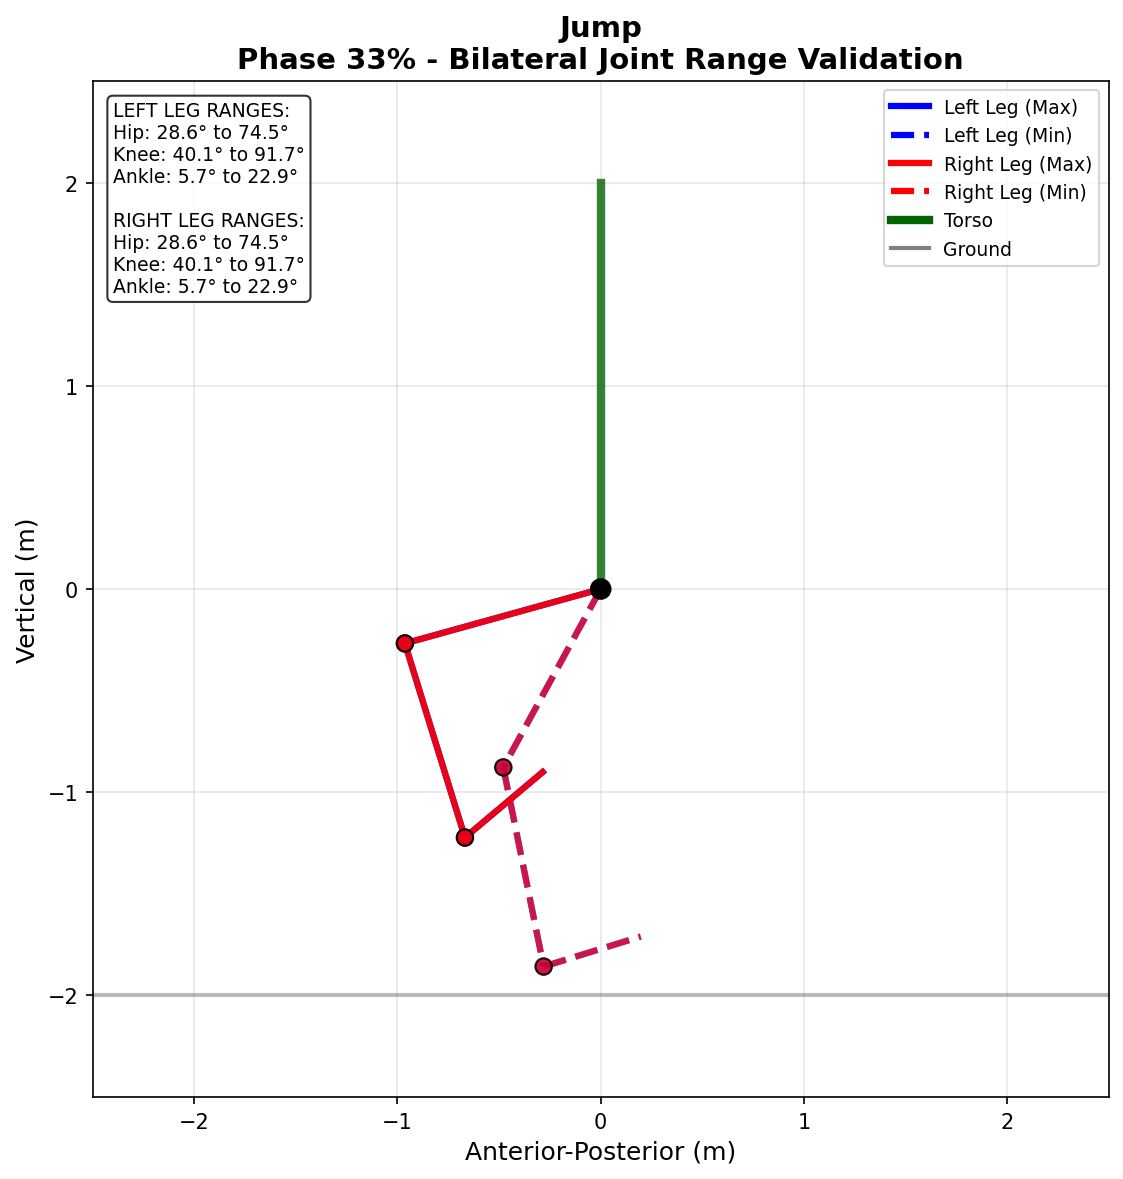 Jump
Phase 33% - Bilateral Joint Range Validation
LEFT LEG RANGES:
Hip: 28.6° to 74.5°
Knee: 40.1° to 91.7°
Ankle: 5.7° to 22.9°
RIGHT LEG RANGES:
Hip: 28.6° to 74.5°
Knee: 40.1° to 91.7°
Ankle: 5.7° to 22.9°
Left Leg (Max)
Left Leg (Min)
Right Leg (Max)
Right Leg (Min)
Torso
Ground
2
1
0
−1
−2
Vertical (m)
−2
−1
0
1
2
Anterior-Posterior (m)